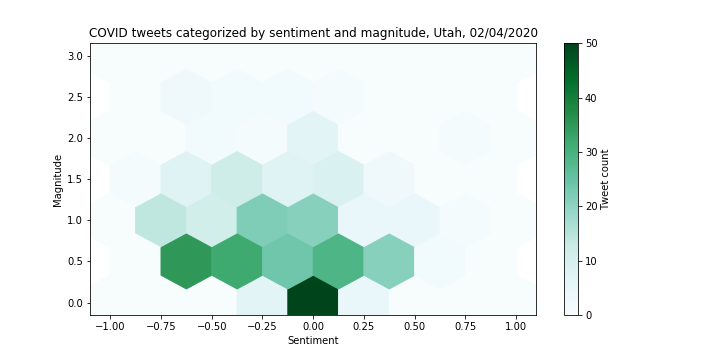 COVID tweets categorized by sentiment and magnitude, Utah, 02/04/2020
3.0
2.5
2.0
1.5
1.0
0.5
0.0
Magnitude
−1.00 −0.75 −0.50 −0.25 0.00 0.25 0.50 0.75 1.00
Sentiment
50
40
30
20
10
0
Tweet count